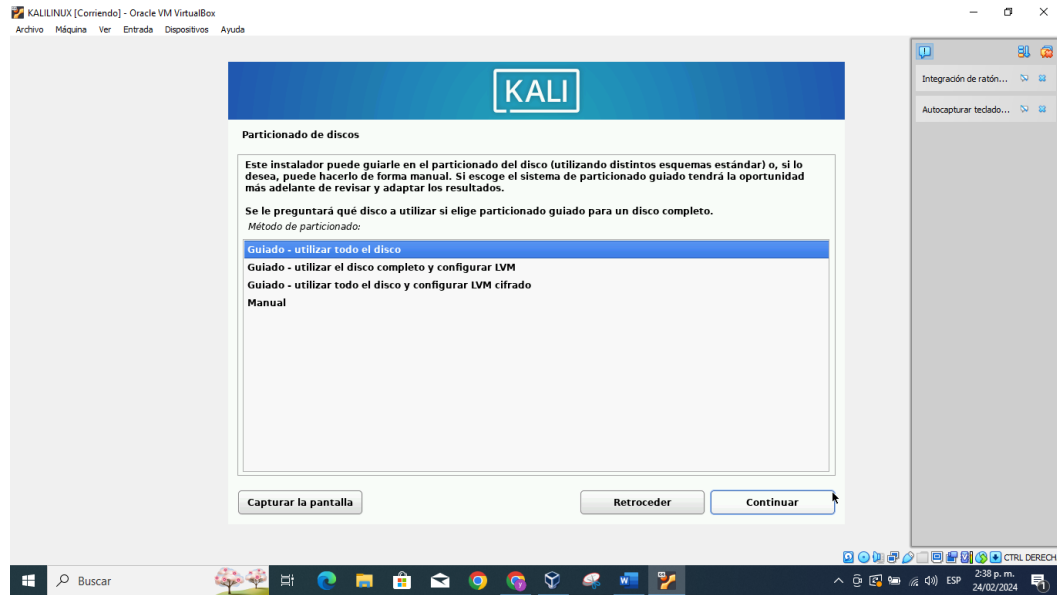 KALILINUX [Corriendo] - Oracle VM VirtualBox
Archivo Máquina Ver Entrada Dispositivos Ayuda
KALI
Particionado de discos
Este instalador puede guiarle en el particionado del disco (utilizando distintos esquemas estándar) o, si lo
desea, puede hacerlo de forma manual. Si escoge el sistema de particionado guiado tendrá la oportunidad
más adelante de revisar y adaptar los resultados.
Se le preguntará qué disco a utilizar si elige particionado guiado para un disco completo.
Método de particionado:
Guiado - utilizar todo el disco
Guiado - utilizar el disco completo y configurar LVM
Guiado - utilizar todo el disco y configurar LVM cifrado
Manual
Capturar la pantalla
Retroceder
Continuar
Integración de ratón...
Autocapturar teclado...
CTRL DERECH
Buscar
ESP
2:38 p. m.
24/02/2024